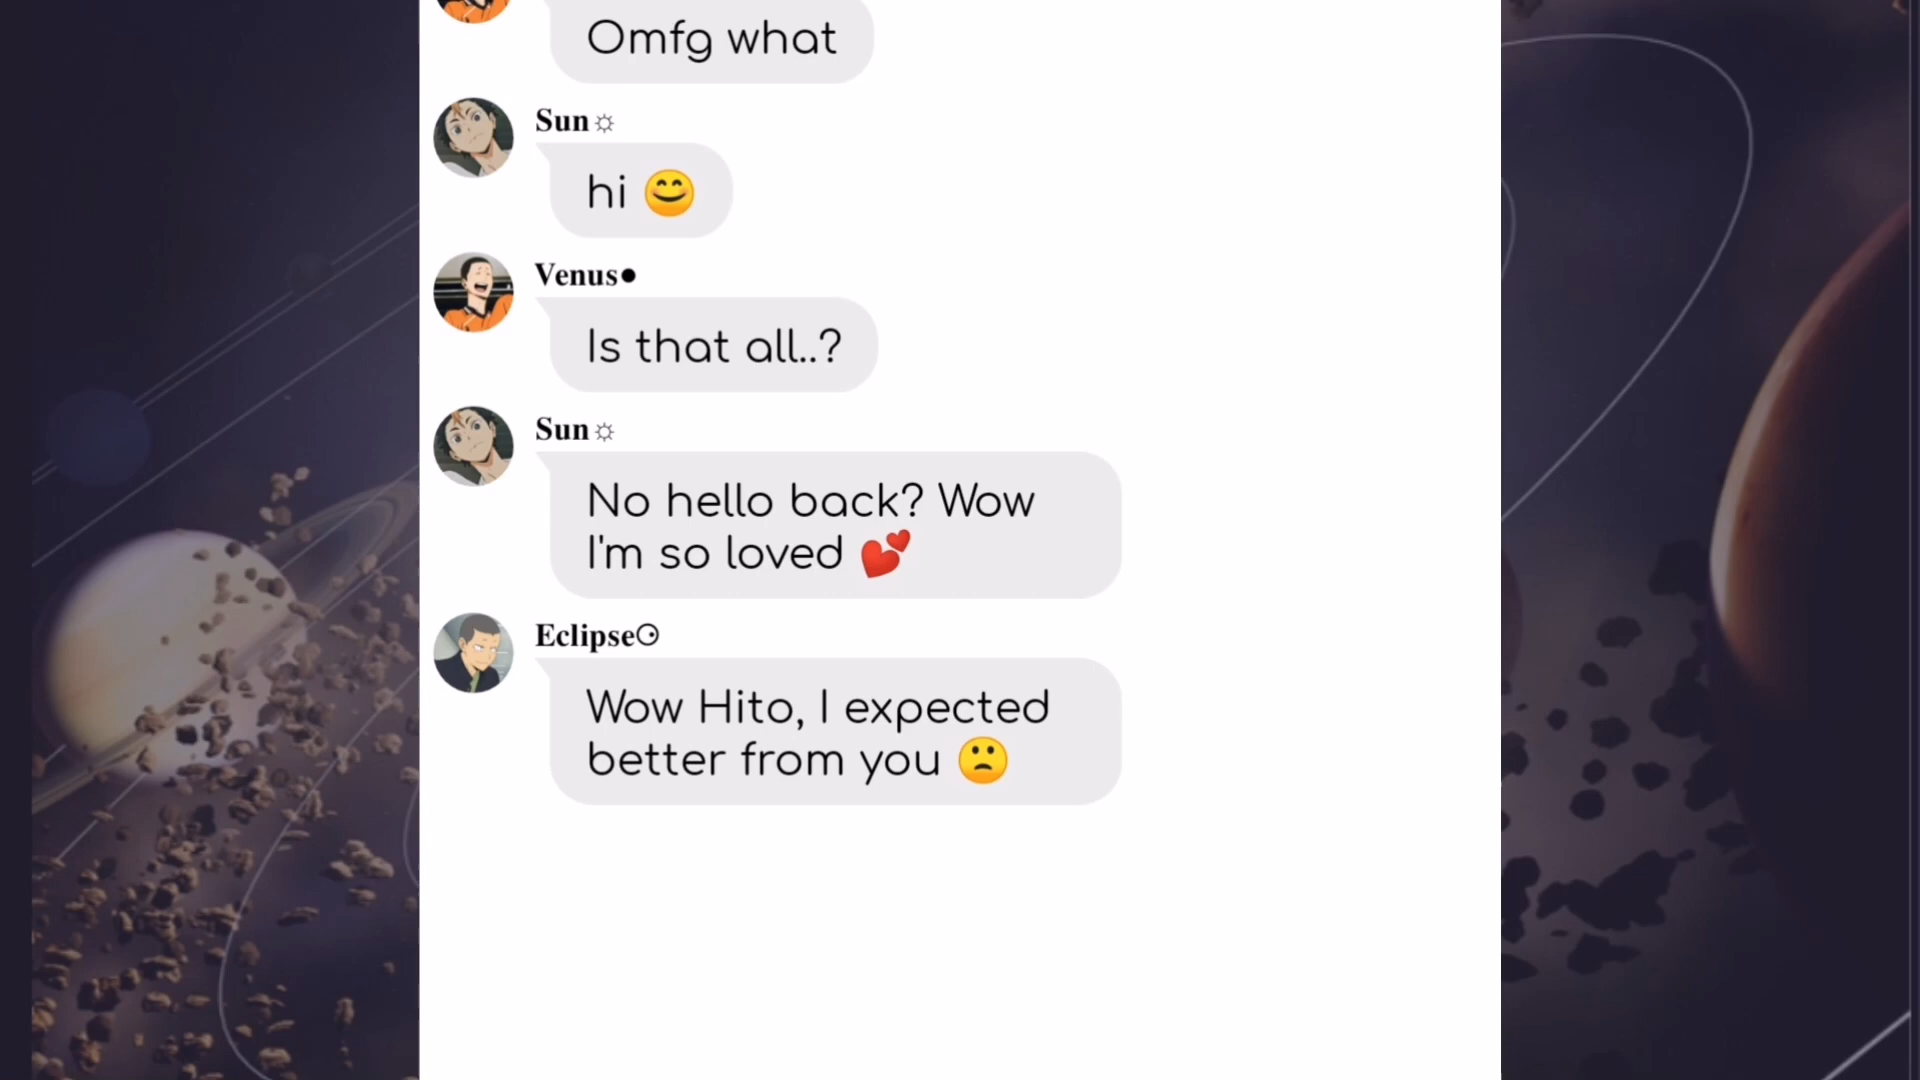 Omfg what
Sun☼
hi 😊
Venus●
Is that all..?
Sun☼
No hello back? Wow
I'm so loved 💕
Eclipse⚆
Wow Hito, I expected
better from you 🙁